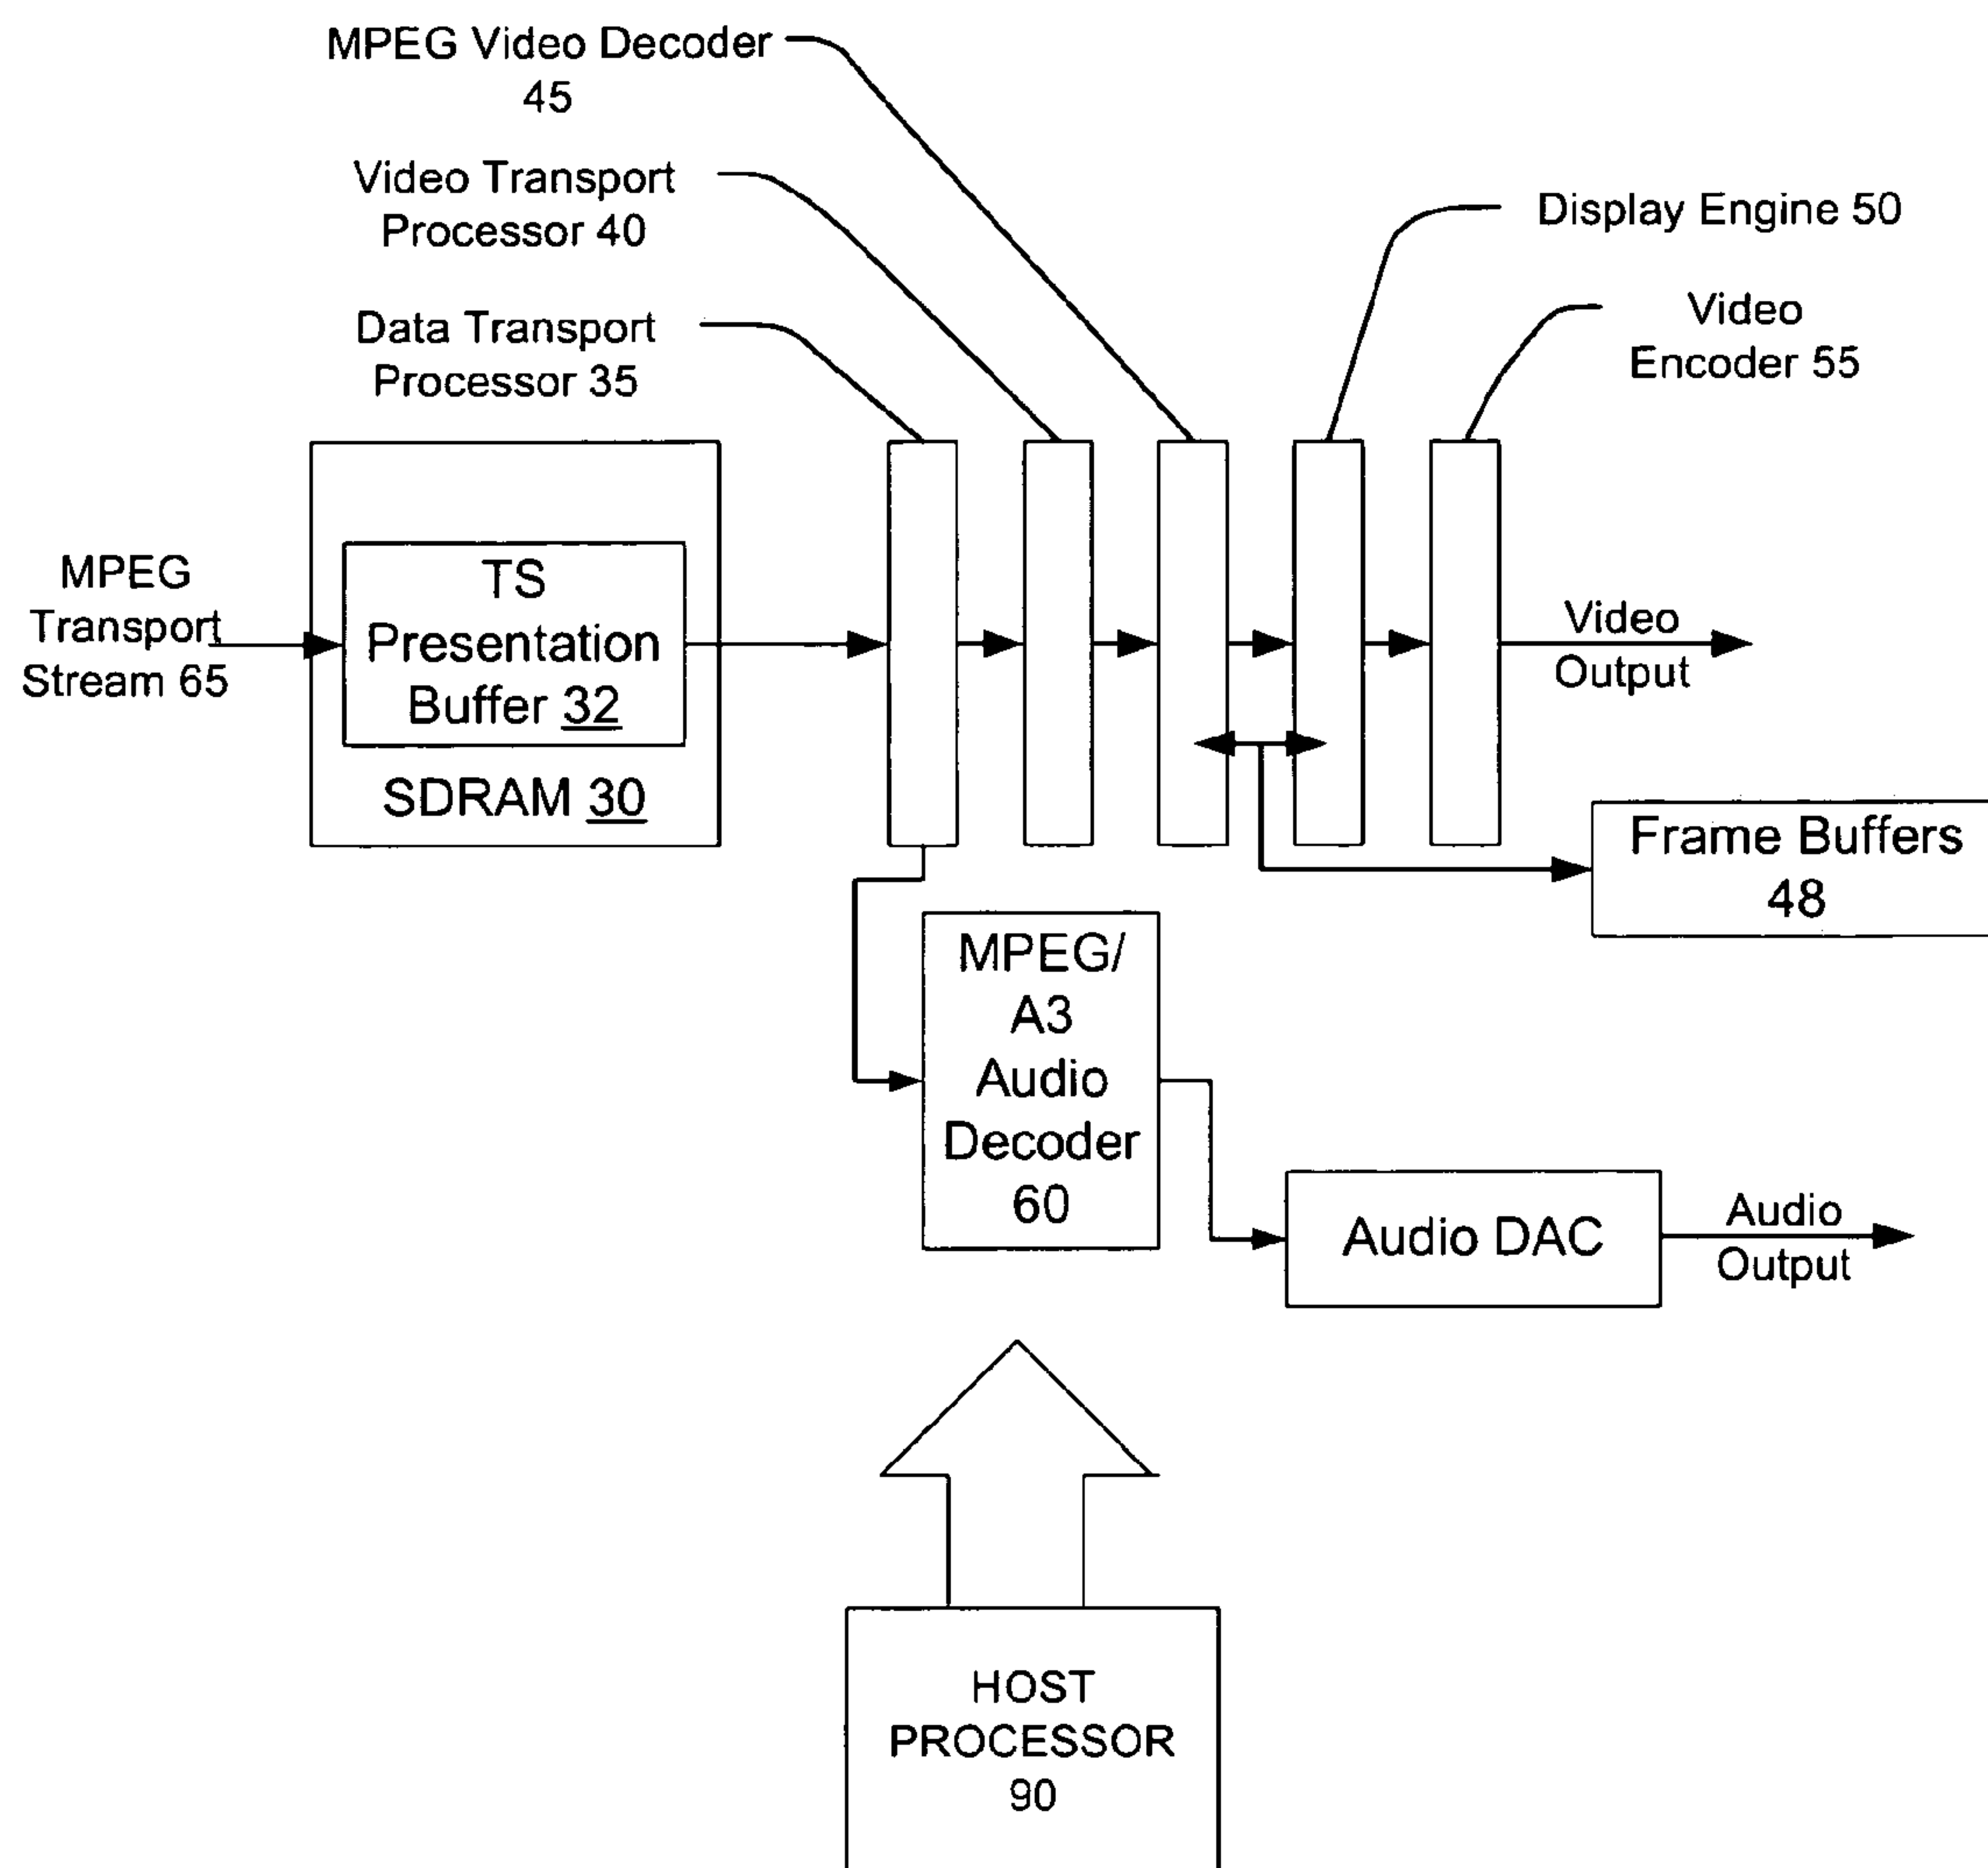 MPEG Video Decoder
45
Video Transport
Processor 40
Data Transport
Processor 35
Display Engine 50
Video
Encoder 55
MPEG
Transport
Stream 65
TS
Presentation
Buffer 32
SDRAM 30
Video
Output
Frame Buffers
48
MPEG/
A3
Audio
Decoder
60
Audio DAC
Audio
Output
HOST
PROCESSOR
90